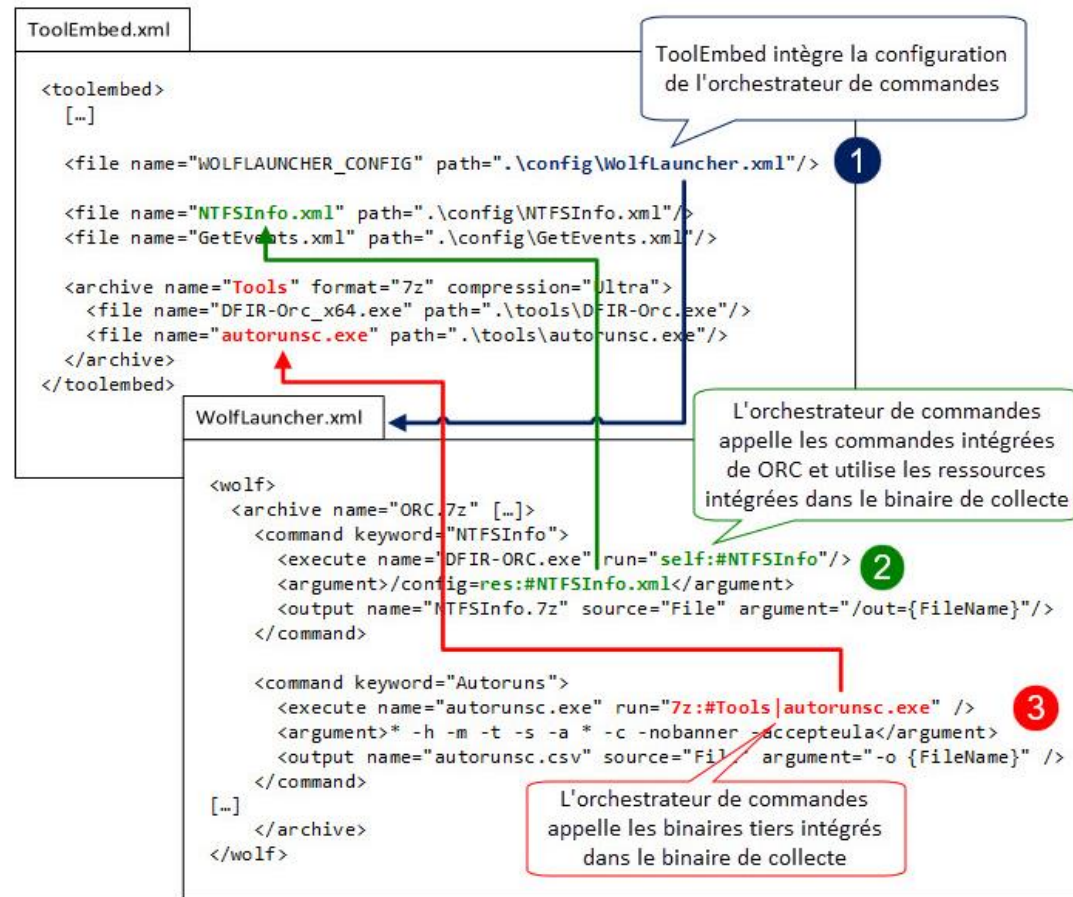 ToolEmbed.xml
ToolEmbed intègre la configuration
de l'orchestrateur de commandes
<toolembed>
[…]
<file name="WOLFLAUNCHER_CONFIG" path=".\config\WolfLauncher.xml"/>
1
<file name="NTFSInfo.xml" path=".\config\NTFSInfo.xml"/>
<file name="GetEvents.xml" path=".\config\GetEvents.xml"/>
<archive name="Tools" format="7z" compression="Ultra">
<file name="DFIR-Orc_x64.exe" path=".\tools\DFIR-Orc.exe"/>
<file name="autorunsc.exe" path=".\tools\autorunsc.exe"/>
</archive>
</toolembed>
WolfLauncher.xml
L'orchestrateur de commandes
appelle les commandes intégrées
de ORC et utilise les ressources
intégrées dans le binaire de collecte
<wolf>
<archive name="ORC.7z" […]>
<command keyword="NTFSInfo">
<execute name="DFIR-ORC.exe" run="self:#NTFSInfo"/>
2
<argument>/config=res:#NTFSInfo.xml</argument>
<output name="NTFSInfo.7z" source="File" argument="/out={FileName}"/>
</command>
<command keyword="Autoruns">
<execute name="autorunsc.exe" run="7z:#Tools|autorunsc.exe" />
3
<argument>* -h -m -t -s -a * -c -nobanner -accepteula</argument>
<output name="autorunsc.csv" source="File" argument="-o {FileName}" />
</command>
[…]
</archive>
</wolf>
L'orchestrateur de commandes
appelle les binaires tiers intégrés
dans le binaire de collecte